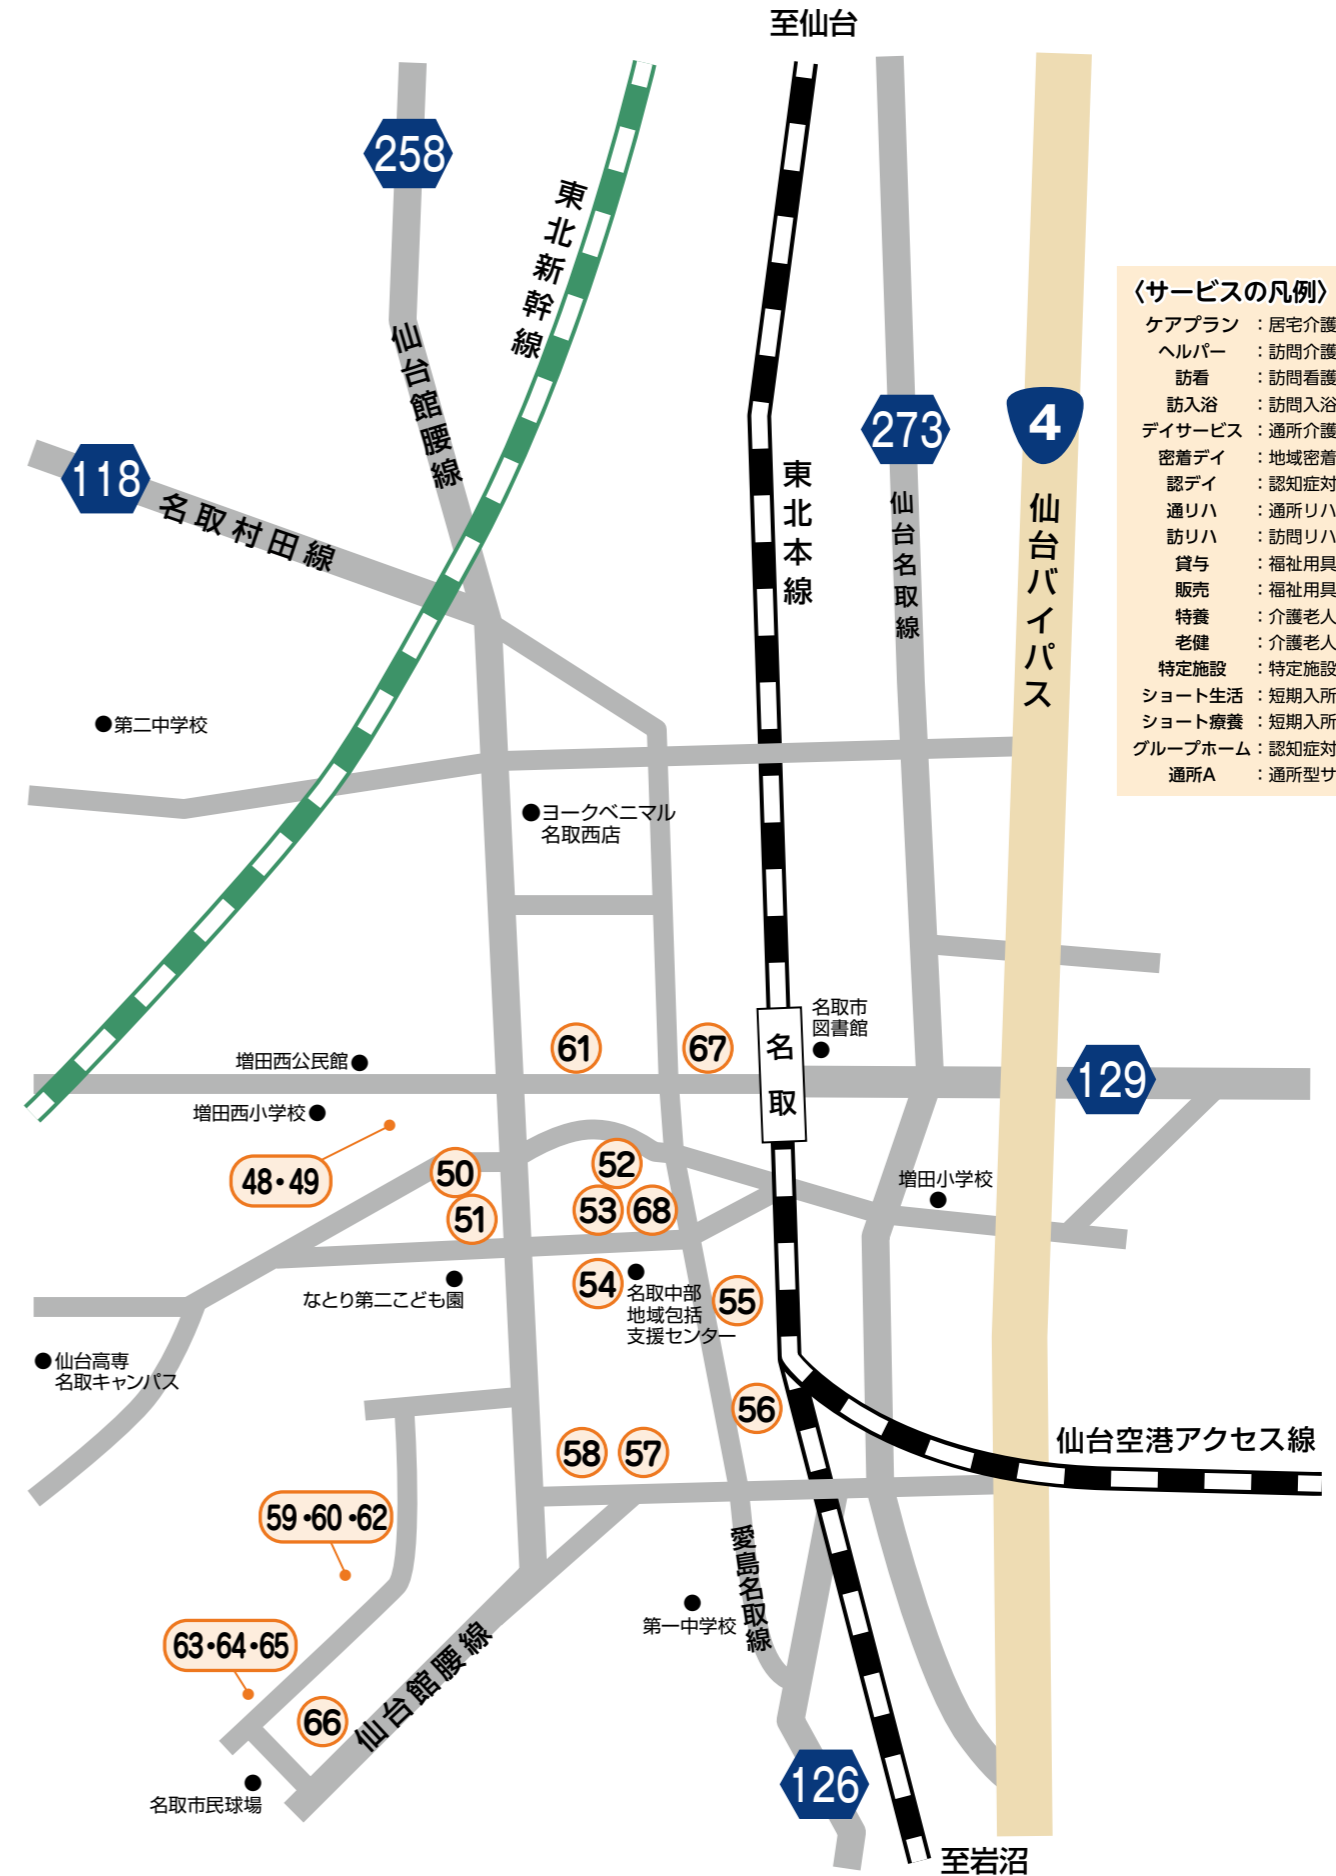 至仙台
258
東北新幹線
仙台館腰線
118
名取村田線
273
4
東北本線
仙台名取線
仙台バイパス
〈サービスの凡例〉
ケアプラン ：居宅介護
ヘルパー ：訪問介護
訪看 ：訪問看護
訪入浴 ：訪問入浴
デイサービス ：通所介護
密着デイ ：地域密着
認デイ ：認知症対
通リハ ：通所リハ
訪リハ ：訪問リハ
貸与 ：福祉用具
販売 ：福祉用具
特養 ：介護老人
老健 ：介護老人
特定施設 ：特定施設
ショート生活 ：短期入所
ショート療養 ：短期入所
グループホーム ：認知症対
通所A ：通所型サ
●第二中学校
●ヨークベニマル
名取西店
名取市
図書館
61
67
名取
増田西公民館●
129
増田西小学校●
48・49
50
52
増田小学校
51
53
68
54
名取中部
地域包括
支援センター
55
なとり第二こども園
●仙台高専
名取キャンパス
56
仙台空港アクセス線
58
57
59・60・62
愛島名取線
第一中学校
63・64・65
66
仙台館腰線
名取市民球場
126
至岩沼